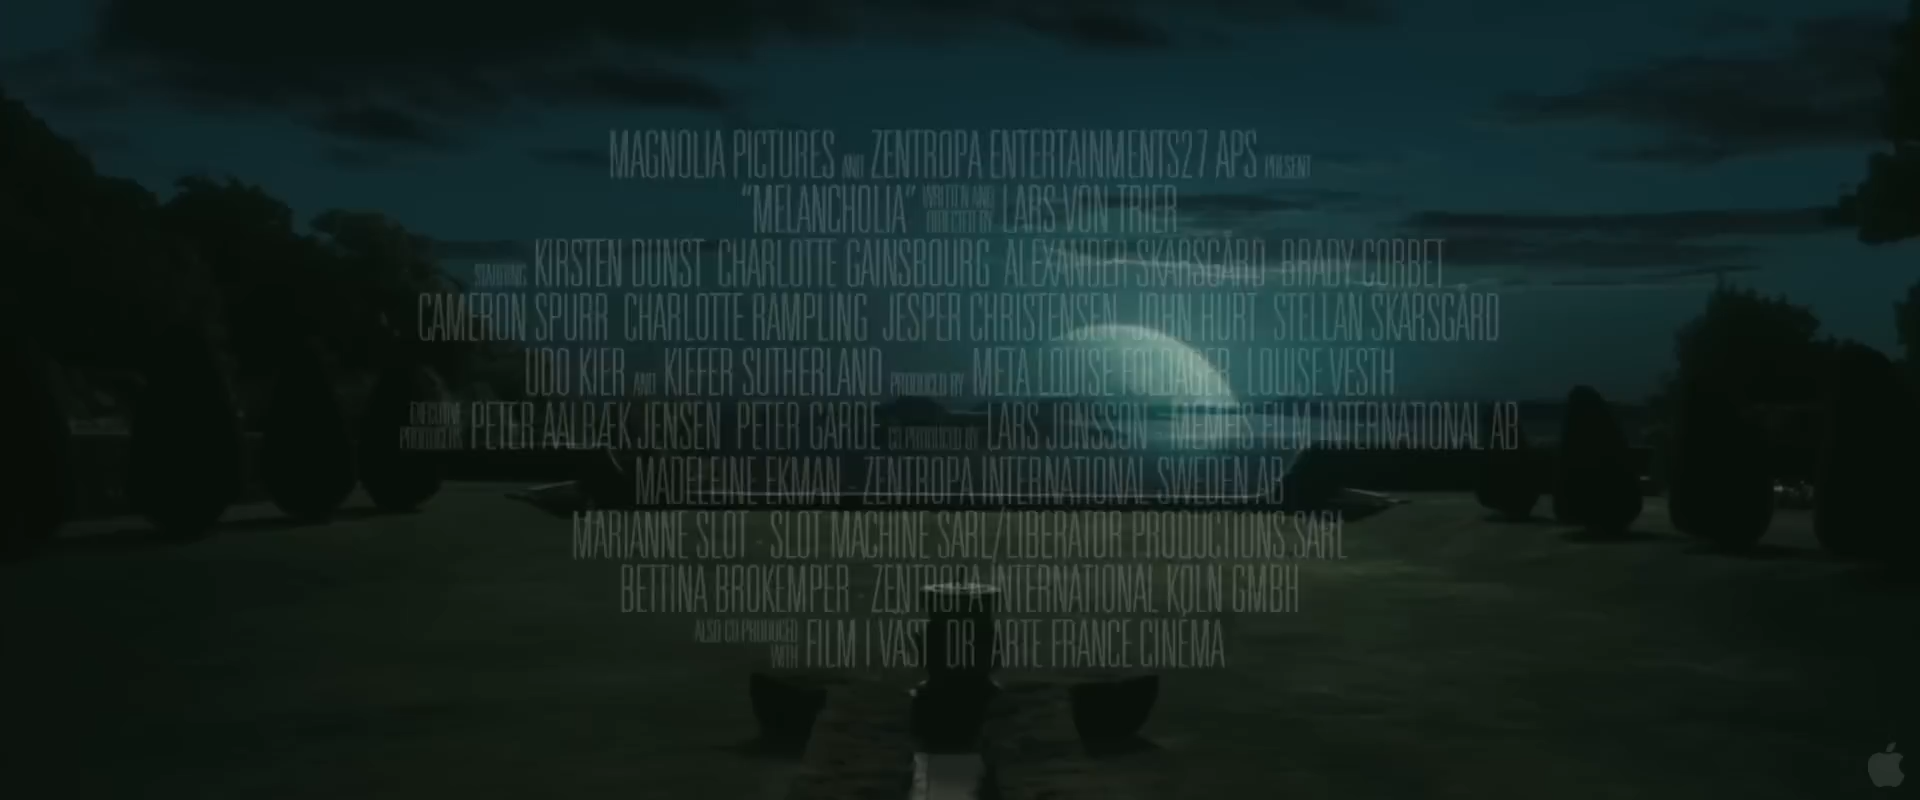 MAGNOLIA PICTURES AND ZENTROPA ENTERTAINMENTS27 APS PRESENT
"MELANCHOLIA" WRITTEN AND DIRECTED BY LARS VON TRIER
STARRING KIRSTEN DUNST CHARLOTTE GAINSBOURG ALEXANDER SKARSGÅRD BRADY CORBET
CAMERON SPURR CHARLOTTE RAMPLING JESPER CHRISTENSEN JOHN HURT STELLAN SKARSGÅRD
UDO KIER AND KIEFER SUTHERLAND PRODUCED BY META LOUISE FOLDAGER LOUISE VESTH
EXECUTIVE PRODUCERS PETER AALBÆK JENSEN PETER GARDE CO PRODUCED BY LARS JÖNSSON - MEMFIS FILM INTERNATIONAL AB
MADELEINE EKMAN - ZENTROPA INTERNATIONAL SWEDEN AB
MARIANNE SLOT - SLOT MACHINE SARL/LIBERATOR PRODUCTIONS SARL
BETTINA BROKEMPER - ZENTROPA INTERNATIONAL KÖLN GMBH
ALSO CO PRODUCED WITH FILM I VÄST DR ARTE FRANCE CINÉMA